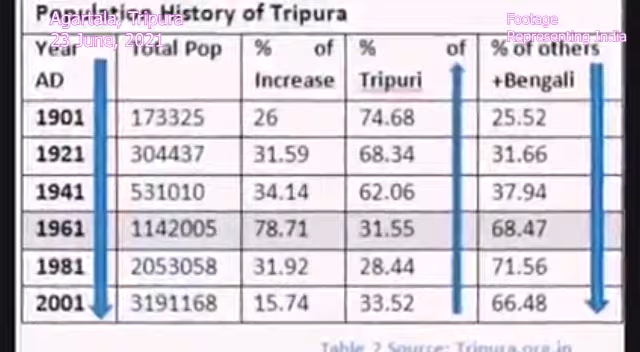 Population History of Tripura
Agartala, Tripura
23 June, 2021
Footage
Representing India
Year AD Total Pop % of Increase % of Tripuri % of others +Bengali
1901 173325 26 74.68 25.52
1921 304437 31.59 68.34 31.66
1941 531010 34.14 62.06 37.94
1961 1142005 78.71 31.55 68.47
1981 2053058 31.92 28.44 71.56
2001 3191168 15.74 33.52 66.48
Table 2 Source: Tripura.org.in